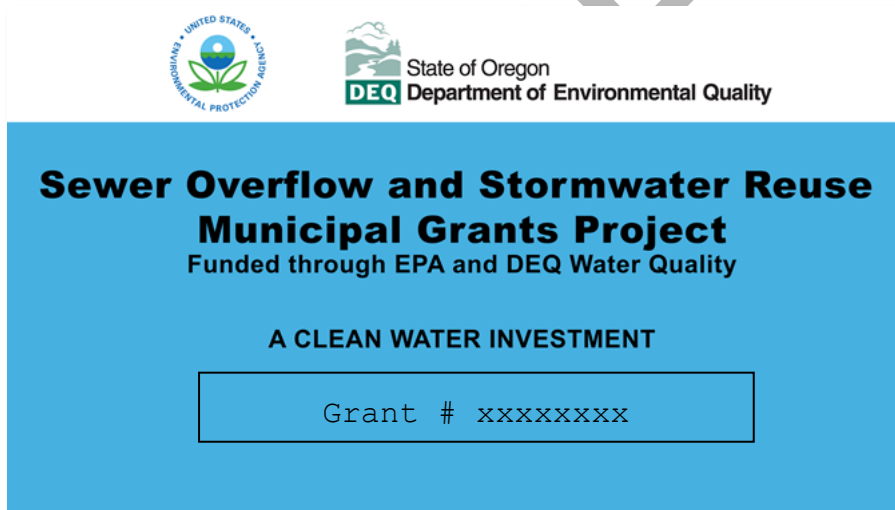 UNITED STATES
ENVIRONMENTAL PROTECTION AGENCY
State of Oregon
DEQ Department of Environmental Quality
Sewer Overflow and Stormwater Reuse
Municipal Grants Project
Funded through EPA and DEQ Water Quality
A CLEAN WATER INVESTMENT
Grant # xxxxxxxx